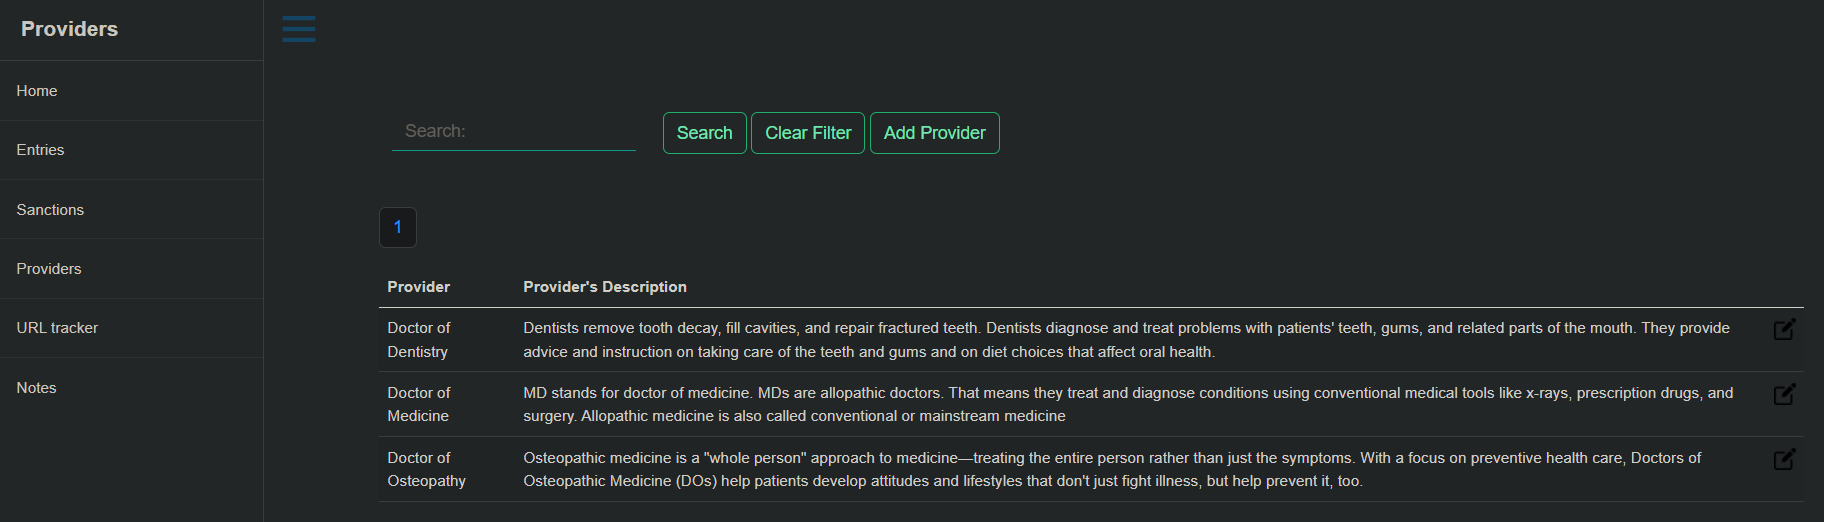 Providers
Home
Entries
Sanctions
Providers
URL tracker
Notes
Search:
Search
Clear Filter
Add Provider
1
Provider
Provider's Description
Doctor of
Dentistry
Dentists remove tooth decay, fill cavities, and repair fractured teeth. Dentists diagnose and treat problems with patients' teeth, gums, and related parts of the mouth. They provide
advice and instruction on taking care of the teeth and gums and on diet choices that affect oral health.
Doctor of
Medicine
MD stands for doctor of medicine. MDs are allopathic doctors. That means they treat and diagnose conditions using conventional medical tools like x-rays, prescription drugs, and
surgery. Allopathic medicine is also called conventional or mainstream medicine
Doctor of
Osteopathy
Osteopathic medicine is a "whole person" approach to medicine—treating the entire person rather than just the symptoms. With a focus on preventive health care, Doctors of
Osteopathic Medicine (DOs) help patients develop attitudes and lifestyles that don't just fight illness, but help prevent it, too.